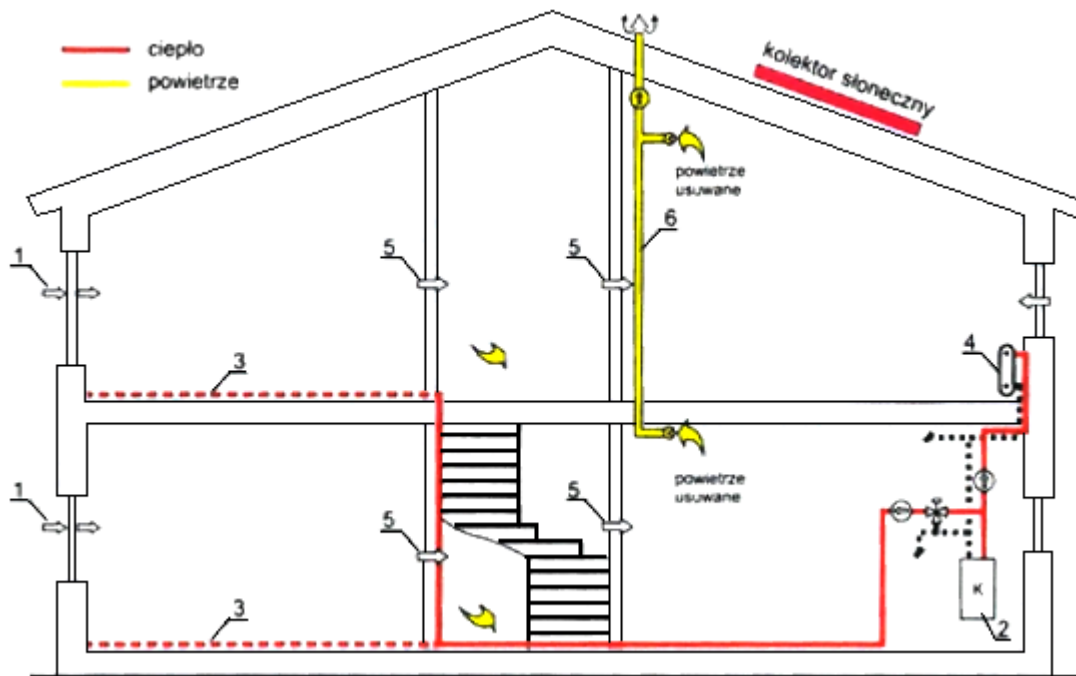 ciepło
powietrze
kolektor słoneczny
powietrze
usuwane
6
5
5
1
4
3
powietrze
usuwane
1
5
5
K
3
2